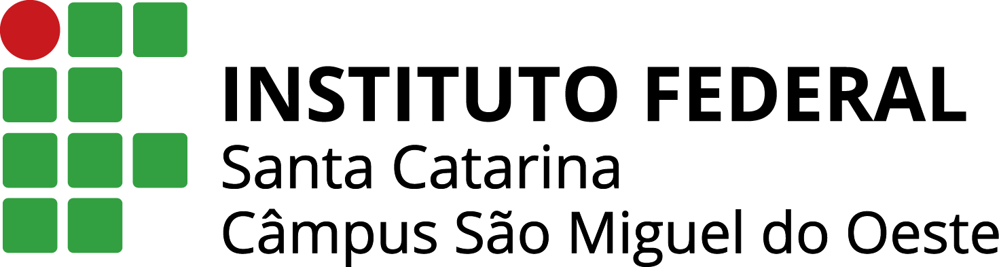 INSTITUTO FEDERAL
Santa Catarina
Câmpus São Miguel do Oeste